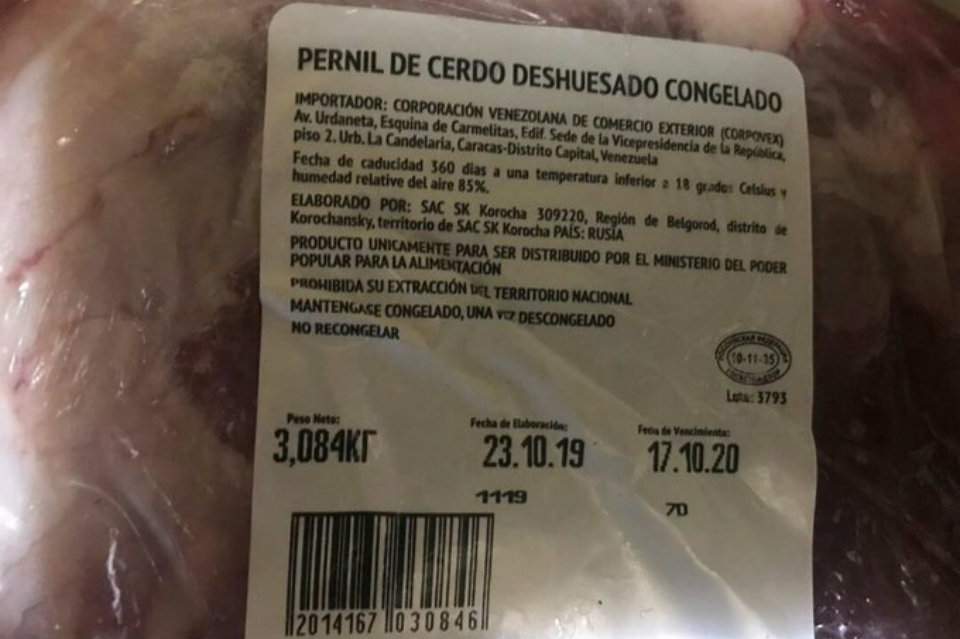 PERNIL DE CERDO DESHUESADO CONGELADO
IMPORTADOR: CORPORACIÓN VENEZOLANA DE COMERCIO EXTERIOR (CORPOVEX)
Av. Urdaneta, Esquina de Carmelitas, Edif. Sede de la Vicepresidencia de la República,
piso 2. Urb. La Candelaria, Caracas-Distrito Capital, Venezuela
Fecha de caducidad 360 dias a una temperatura inferior a 18 grados Celsius y
humedad relative del aire 85%.
ELABORADO POR: SAC SK Korocha 309220, Región de Belgorod, distrito de
Korochansky, territorio de SAC SK Korocha PAÍS: RUSIA
PRODUCTO UNICAMENTE PARA SER DISTRIBUIDO POR EL MINISTERIO DEL PODER
POPULAR PARA LA ALIMENTACIÓN
PROHIBIDA SU EXTRACCIÓN DEL TERRITORIO NACIONAL
MANTENGASE CONGELADO, UNA VEZ DESCONGELADO
NO RECONGELAR
10-11-35
Lote: 3793
Peso Neto: Fecha de Elaboración: Fecha de Vencimiento:
3,084КГ 23.10.19 17.10.20
1119 70
2014167 030846